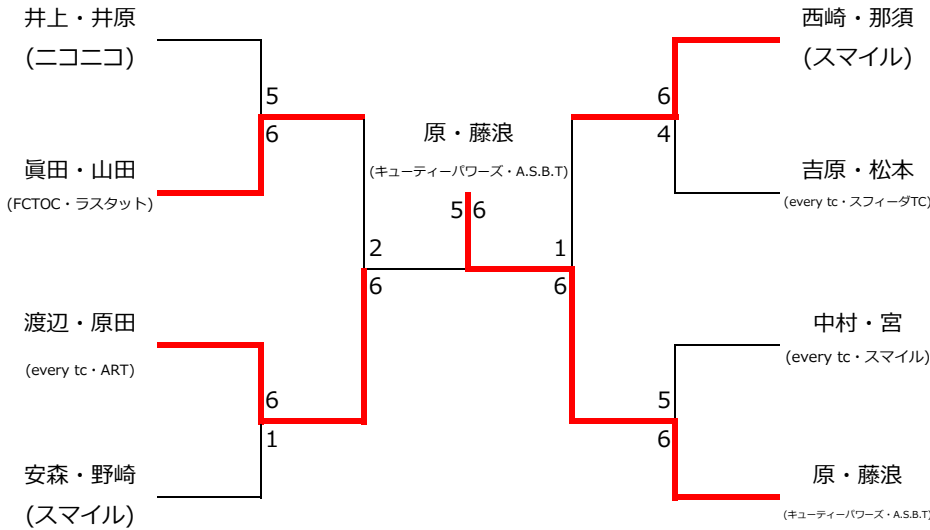 井上・井原
(ニコニコ)
5
6
眞田・山田
(FCTOC・ラスタット)
2
6
渡辺・原田
(every tc・ART)
6
1
安森・野崎
(スマイル)
原・藤浪
(キューティーパワーズ・A.S.B.T)
5 6
西崎・那須
(スマイル)
6
4
吉原・松本
(every tc・スフィーダTC)
1
6
中村・宮
(every tc・スマイル)
5
6
原・藤浪
(キューティーパワーズ・A.S.B.T)